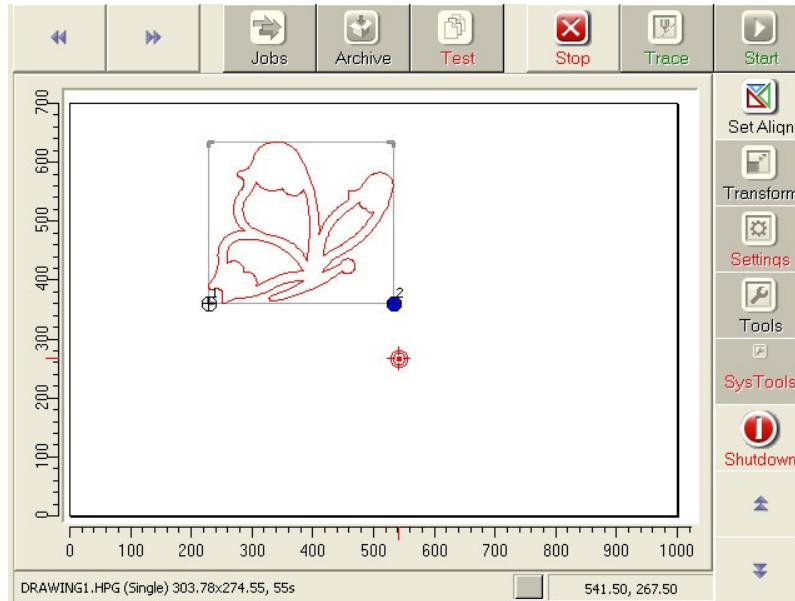 Jobs Archive Test Stop Trace Start
Set Aliqn
Transform
Settinqs
Tools
SysTools
Shutdown
700
600
500
400
300
200
100
0
1 2
0 100 200 300 400 500 600 700 800 900 1000
DRAWING1.HPG (Single) 303.78x274.55, 55s 541.50, 267.50